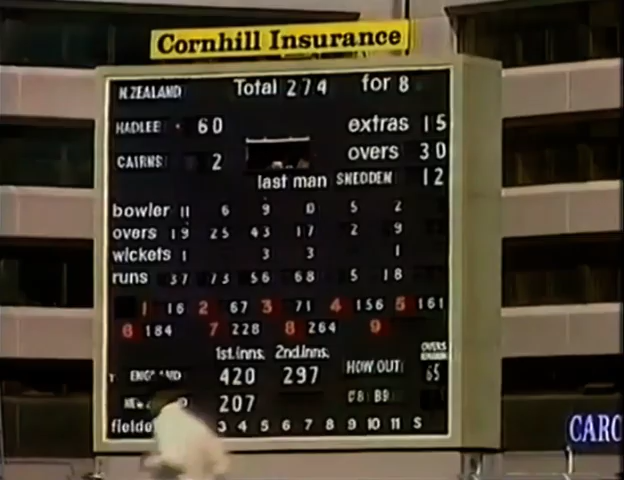 Cornhill Insurance
N.ZEALAND Total 274 for 8
HADLEE 60 extras 15
CAIRNS 2 overs 30
last man SNEDDEN 12
bowler 11 6 9 0 5 2
overs 19 25 43 17 2 9
wickets 1 3 3 1
runs 37 73 56 68 5 18
1 16 2 67 3 71 4 156 5 161
6 184 7 228 8 264 9
1st.Inns. 2nd.Inns. OVERS
ENGLAND 420 297 HOW OUT: 65
207
fielde 3 4 5 6 7 8 9 10 11 S
CARO